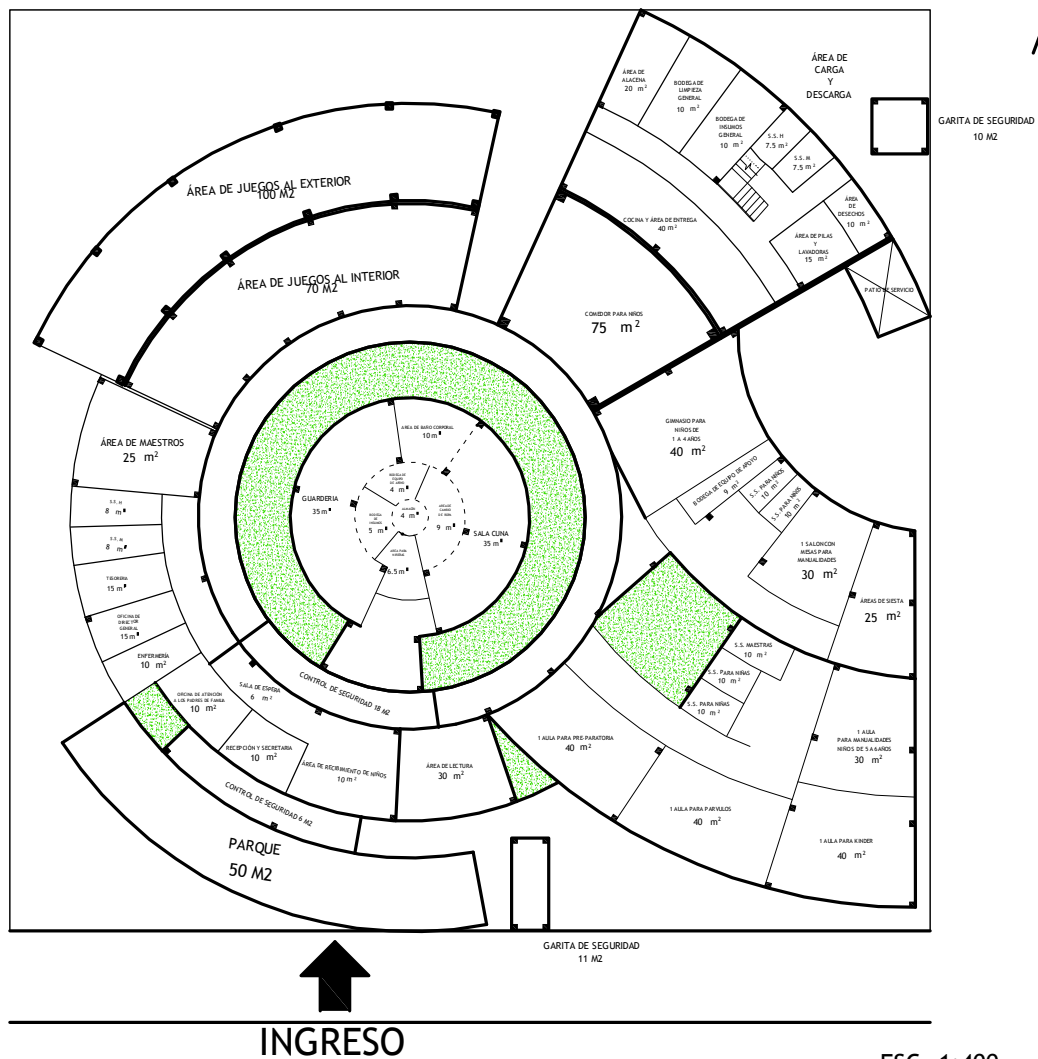 ÁREA DE
CARGA
Y
DESCARGA
GARITA DE SEGURIDAD
10 M2
ÁREA DE
ALACENA
20 m²
BODEGA DE
LIMPIEZA
GENERAL
10 m²
BODEGA DE
INSUMOS
GENERAL
10 m²
S.S. H
7.5 m²
S.S. M
7.5 m²
ÁREA
DE
DESECHOS
10 m²
ÁREA DE PILAS
Y
LAVADORAS
15 m²
PATIO DE SERVICIO
COCINA Y ÁREA DE ENTREGA
40 m²
COMEDOR PARA NIÑOS
75 m²
ÁREA DE JUEGOS AL EXTERIOR
100 M2
ÁREA DE JUEGOS AL INTERIOR
70 M2
GIMNASIO PARA
NIÑOS DE
1 A 4 AÑOS
40 m²
BODEGA DE EQUIPO DE APOYO
9 m²
S.S. PARA NIÑOS
10 m²
S.S. PARA NIÑOS
10 m²
1 SALON CON
MESAS PARA
MANUALIDADES
30 m²
ÁREAS DE SIESTA
25 m²
AREA DE BAÑO CORPORAL
10 m²
4 m²
GUARDERIA
35 m²
BODEGA
DE
INSUMOS
5 m²
4 m²
9 m²
SALA CUNA
35 m²
6.5 m²
ÁREA DE MAESTROS
25 m²
S.S. H
8 m²
S.S. M
8 m²
TESORERIA
15 m²
OFICINA DE
DIRECTOR
GENERAL
15 m²
ENFERMERÍA
10 m²
OFICINA DE ATENCIÓN
A LOS PADRES DE FAMILIA
10 m²
SALA DE ESPERA
6 m²
CONTROL DE SEGURIDAD 18 M2
RECEPCIÓN Y SECRETARIA
10 m²
ÁREA DE RECIBIMIENTO DE NIÑOS
10 m²
ÁREA DE LECTURA
30 m²
CONTROL DE SEGURIDAD 6 M2
PARQUE
50 M2
S.S. MAESTRAS
10 m²
S.S. PARA NIÑAS
10 m²
S.S. PARA NIÑAS
10 m²
1 AULA PARA PREPARATORIA
40 m²
1 AULA
PARA MANUALIDADES
NIÑOS DE 5 A 6 AÑOS
30 m²
1 AULA PARA PARVULOS
40 m²
1 AULA PARA KINDER
40 m²
GARITA DE SEGURIDAD
11 M2
INGRESO